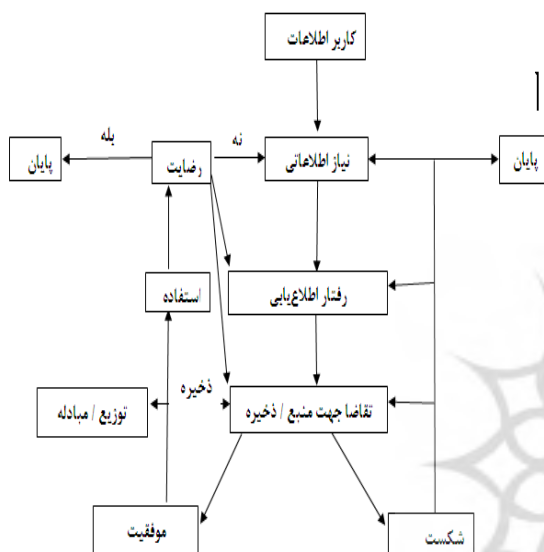 کاربر اطلاعات
بله
نه
پایان
نیاز اطلاعاتی
رضایت
پایان
رفتار اطلاع‌یابی
استفاده
ذخیره
تقاضا جهت منبع / ذخیره
توزیع / مبادله
موفقیت
شکست